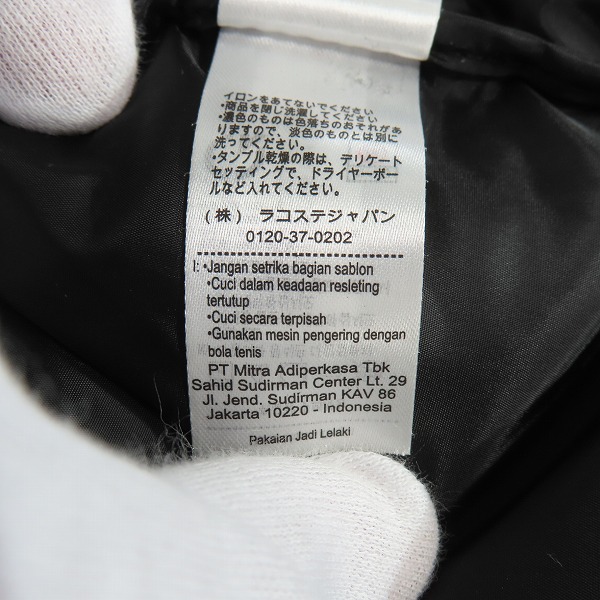 イロンをあてないでください
・商品を閉じ洗濯してください
・濃色のものは色落ちのおそれがあ
りますので、淡色のものとは別に
洗ってください。
・タンブル乾燥の際は、デリケート
セッティングで、ドライヤーボー
ルなど入れてください。
(株) ラコステジャパン
0120-37-0202
I: •Jangan setrika bagian sablon
•Cuci dalam keadaan resleting
tertutup
•Cuci secara terpisah
•Gunakan mesin pengering dengan
bola tenis
PT Mitra Adiperkasa Tbk
Sahid Sudirman Center Lt. 29
Jl. Jend. Sudirman KAV 86
Jakarta 10220 - Indonesia
Pakaian Jadi Lelaki